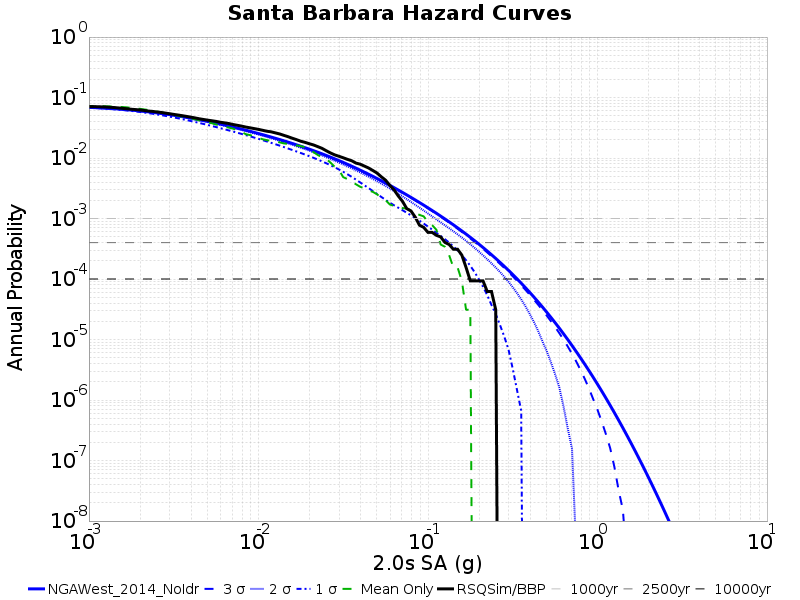 Santa Barbara Hazard Curves
10^0
10^-1
10^-2
10^-3
10^-4
10^-5
10^-6
10^-7
10^-8
Annual Probability
10^-3 10^-2 10^-1 10^0 10^1
2.0s SA (g)
NGAWest_2014_NoIdr 3 σ 2 σ 1 σ Mean Only RSQSim/BBP 1000yr 2500yr 10000yr